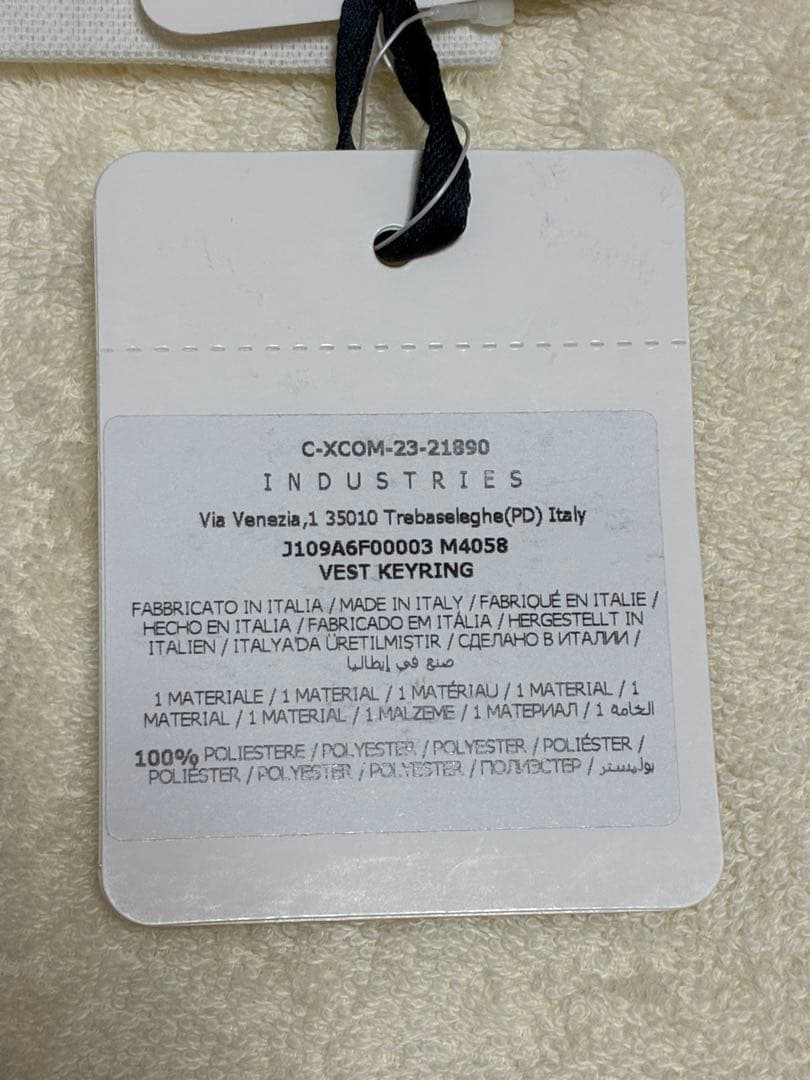 C-XCOM-23-21890
INDUSTRIES
Via Venezia,1 35010 Trebaseleghe(PD) Italy
J109A6F00003 M4058
VEST KEYRING
FABBRICATO IN ITALIA / MADE IN ITALY / FABRIQUÉ EN ITALIE /
HECHO EN ITALIA / FABRICADO EM ITÁLIA / HERGESTELLT IN
ITALIEN / ITALYA'DA ÜRETILMIŞTIR / СДЕЛАНО В ИТАЛИИ /
صنع في إيطاليا
1 MATERIALE / 1 MATERIAL / 1 MATÉRIAU / 1 MATERIAL / 1
MATERIAL / 1 MATERIAL / 1 MALZEME / 1 МАТЕРИАЛ / 1 الخامة
100% POLIESTERE / POLYESTER / POLYESTER / POLIÉSTER /
POLIÉSTER / POLYESTER / POLYESTER / ПОЛИЭСТЕР / بوليستر